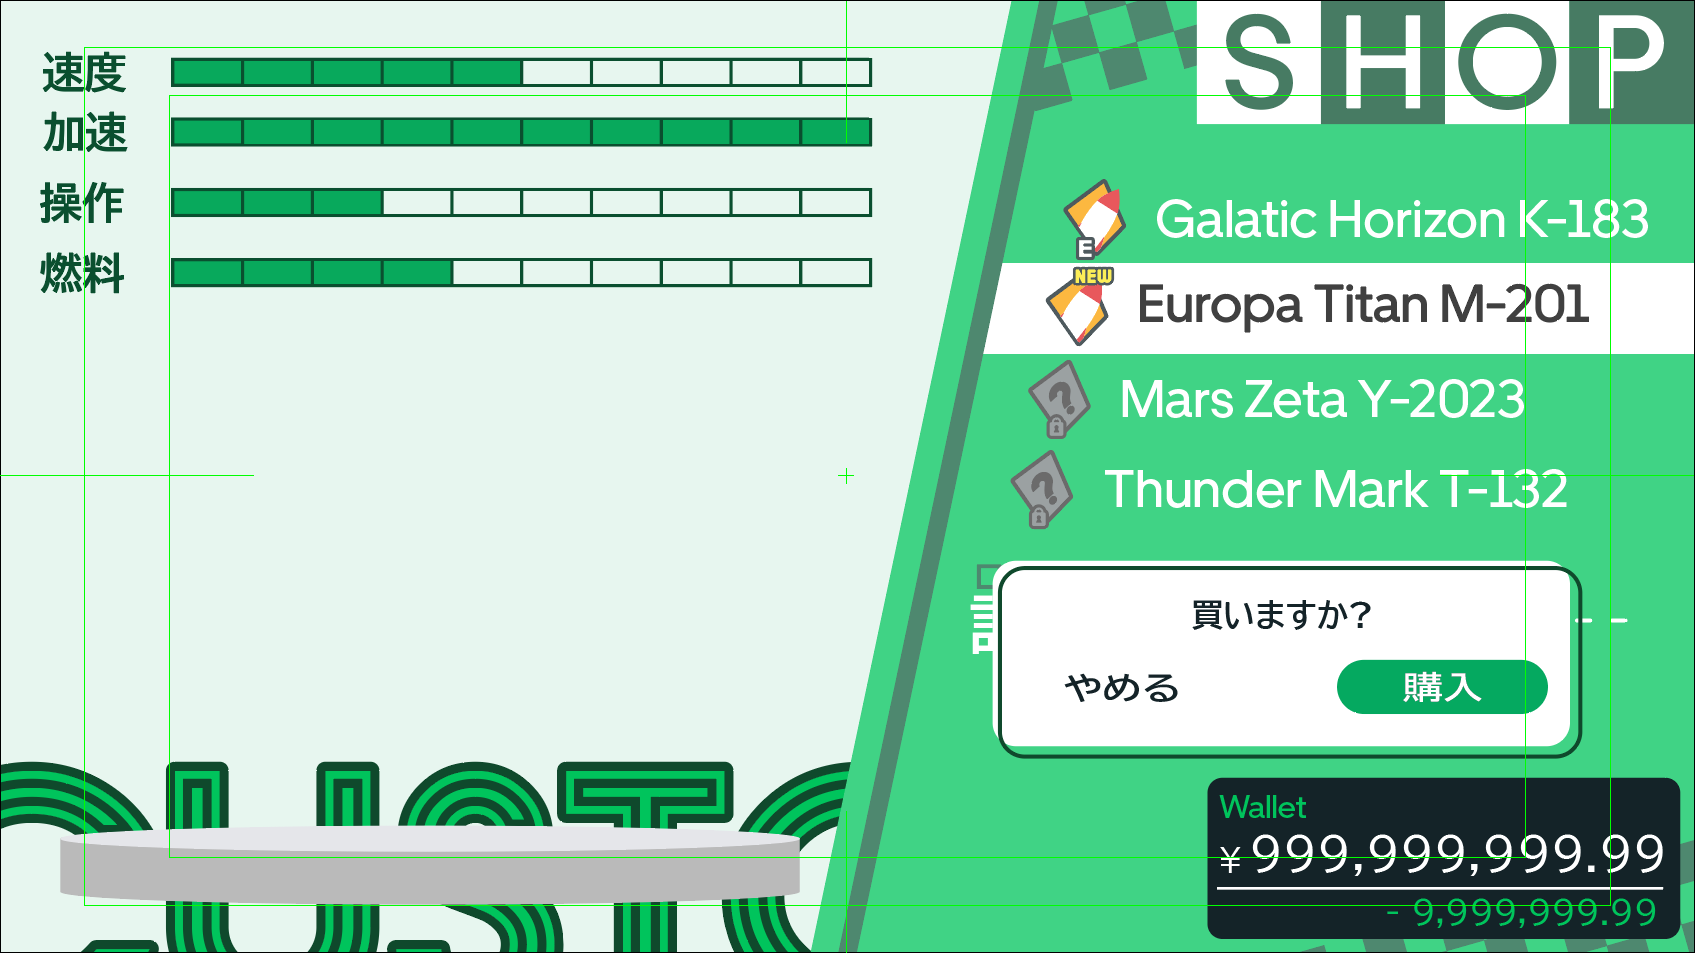 速度
加速
操作
燃料
SHOP
E
Galatic Horizon K-183
NEW
Europa Titan M-201
?
Mars Zeta Y-2023
?
Thunder Mark T-132
買いますか?
やめる
購入
Wallet
¥999,999,999.99
- 9,999,999.99